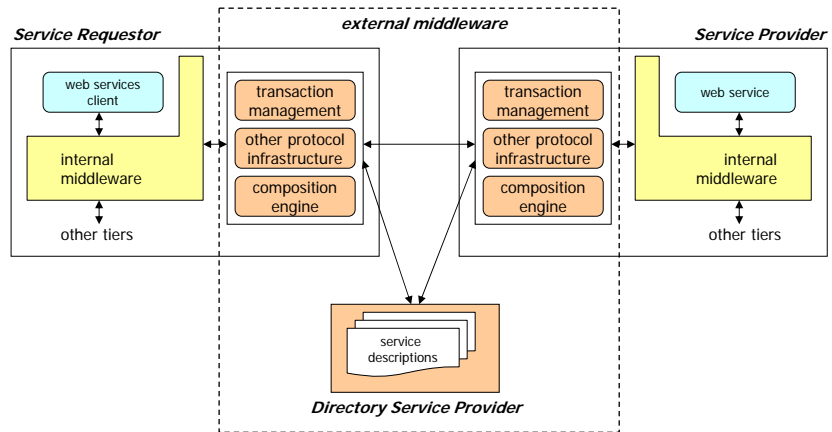 external middleware
Service Requestor
Service Provider
web services
client
internal
middleware
other tiers
transaction
management
other protocol
infrastructure
composition
engine
transaction
management
other protocol
infrastructure
composition
engine
web service
internal
middleware
other tiers
service
descriptions
Directory Service Provider